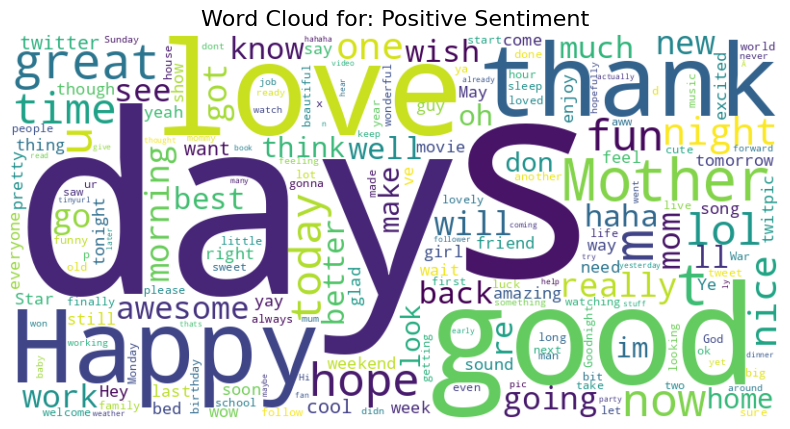 Word Cloud for: Positive Sentiment
twitter Sunday house hahaha dont video know one wish say start come much new world never
great see though got show love beautiful job ready watch x n hear year wonderful guy already ya May oh done hour sleep loved enjoy hopefully actually thank d music excited
time yeah u people thing think well movie don fun night aww cute forward feel tomorrow
pretty ur saw tinyurl read give thought mommy want keep book feeling lot gonna many made ve make another Mother twitpic
days go morning best right little sweet today better glad lovely will girl coming follower friend haha m mom live song life way need lol
everyone funny p old tonight later please wait first amazing luck something help try went yesterday watching stuff really t ll tweet War Ye ly nice
Star finally awesome yay always mum back look
still won working thats Happy Monday birthday weekend getting hope sound re good early long next man im Goodnight looking God ok yet dinner
work baby Hey last soon Hi fan maybe cool week even pic going bit take two now big home around
welcome weather family bed school wow follow didn let party sure